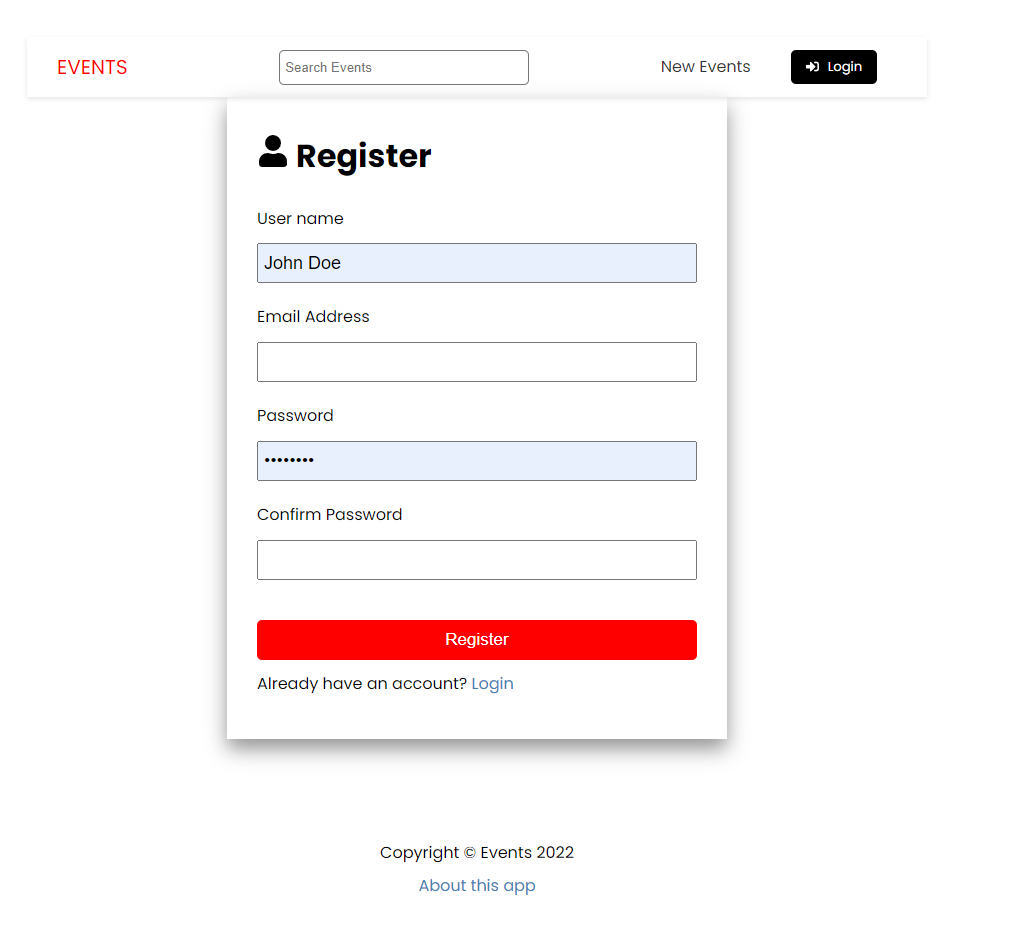 EVENTS
Search Events
New Events
Login
Register
User name
John Doe
Email Address
Password
••••••••
Confirm Password
Register
Already have an account? Login
Copyright © Events 2022
About this app